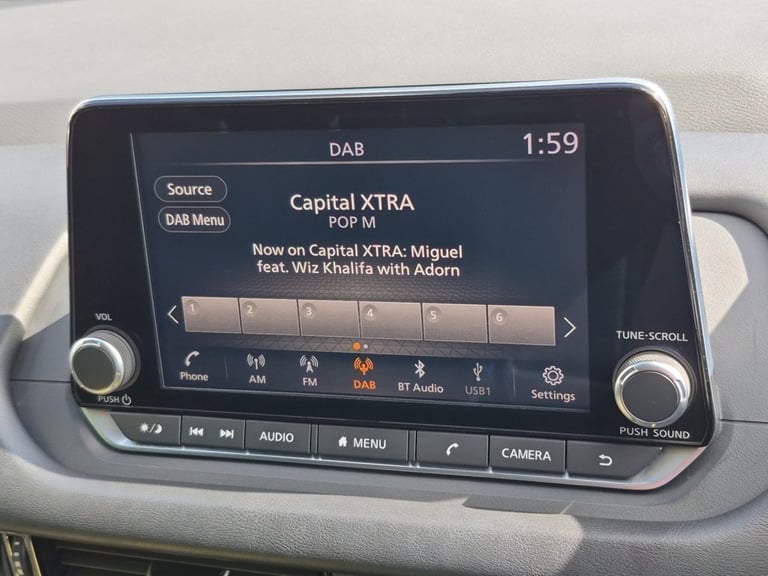 DAB
1:59
Source
DAB Menu
Capital XTRA
POP M
Now on Capital XTRA: Miguel
feat. Wiz Khalifa with Adorn
1 2 3 4 5 6
Phone AM FM DAB BT Audio USB1 Settings
VOL
PUSH
TUNE·SCROLL
PUSH SOUND
AUDIO MENU CAMERA